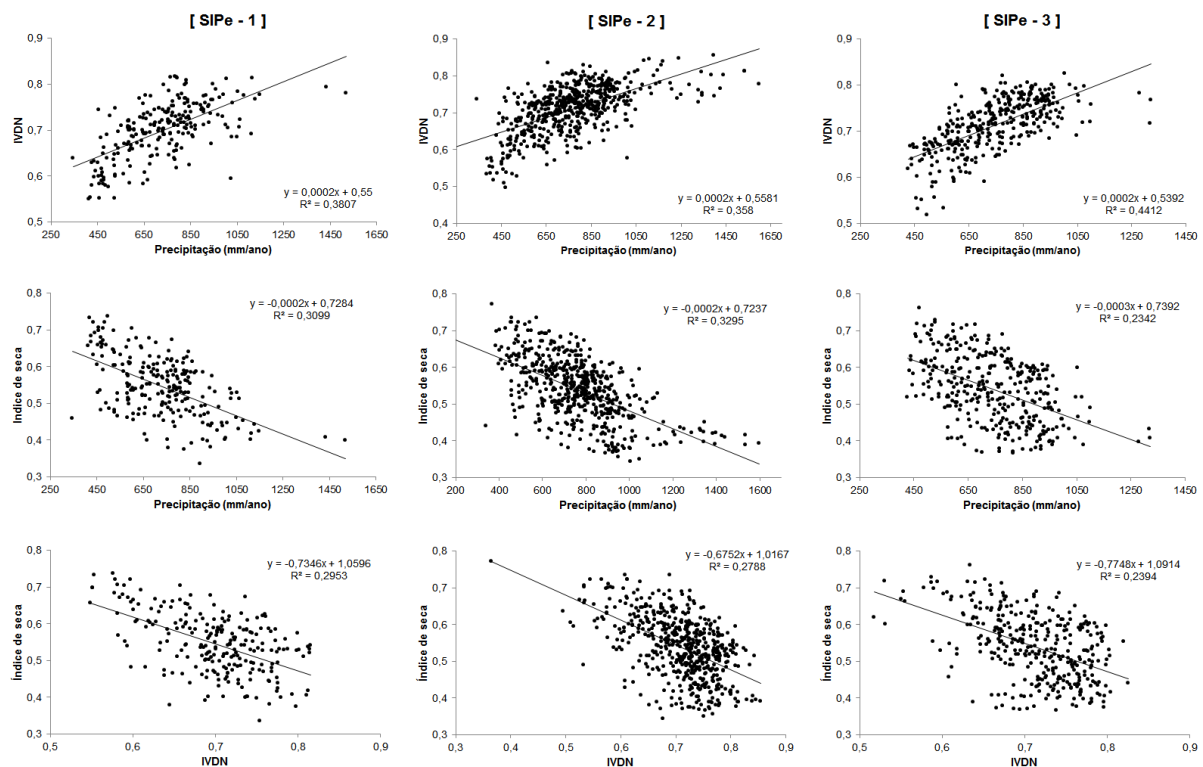 [ SIPe - 1 ]
[ SIPe - 2 ]
[ SIPe - 3 ]
0,9
0,8
0,7
0,6
0,5
IVDN
y = 0,0002x + 0,55
R² = 0,3807
250 450 650 850 1050 1250 1450 1650
Precipitação (mm/ano)
0,9
0,8
0,7
0,6
0,5
0,4
IVDN
y = 0,0002x + 0,5581
R² = 0,358
250 450 650 850 1050 1250 1450 1650
Precipitação (mm/ano)
0,9
0,8
0,7
0,6
0,5
IVDN
y = 0,0002x + 0,5392
R² = 0,4412
250 450 650 850 1050 1250 1450
Precipitação (mm/ano)
0,8
0,7
0,6
0,5
0,4
0,3
Índice de seca
y = -0,0002x + 0,7284
R² = 0,3099
250 450 650 850 1050 1250 1450 1650
Precipitação (mm/ano)
0,8
0,7
0,6
0,5
0,4
0,3
Índice de seca
y = -0,0002x + 0,7237
R² = 0,3295
200 400 600 800 1000 1200 1400 1600
Precipitação (mm/ano)
0,8
0,7
0,6
0,5
0,4
0,3
Índice de seca
y = -0,0003x + 0,7392
R² = 0,2342
250 450 650 850 1050 1250 1450
Precipitação (mm/ano)
0,8
0,7
0,6
0,5
0,4
0,3
Índice de seca
y = -0,7346x + 1,0596
R² = 0,2953
0,5 0,6 0,7 0,8 0,9
IVDN
0,8
0,7
0,6
0,5
0,4
0,3
Índice de seca
y = -0,6752x + 1,0167
R² = 0,2788
0,3 0,4 0,5 0,6 0,7 0,8 0,9
IVDN
0,8
0,7
0,6
0,5
0,4
0,3
Índice de seca
y = -0,7748x + 1,0914
R² = 0,2394
0,5 0,6 0,7 0,8 0,9
IVDN